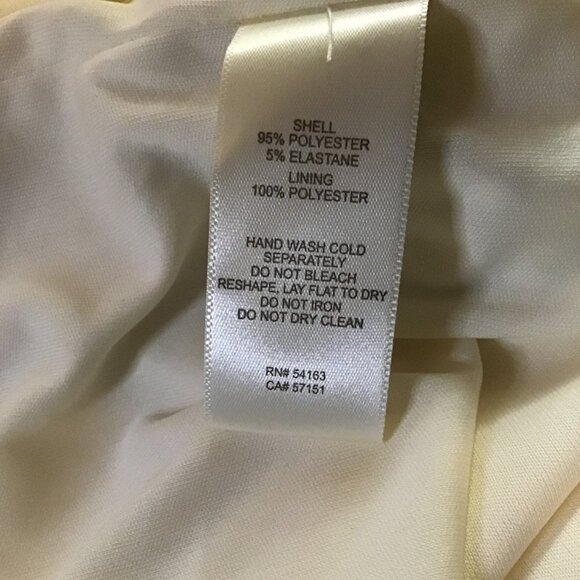 SHELL
95% POLYESTER
5% ELASTANE
LINING
100% POLYESTER
HAND WASH COLD
SEPARATELY
DO NOT BLEACH
RESHAPE, LAY FLAT TO DRY
DO NOT IRON
DO NOT DRY CLEAN
RN# 54163
CA# 57151